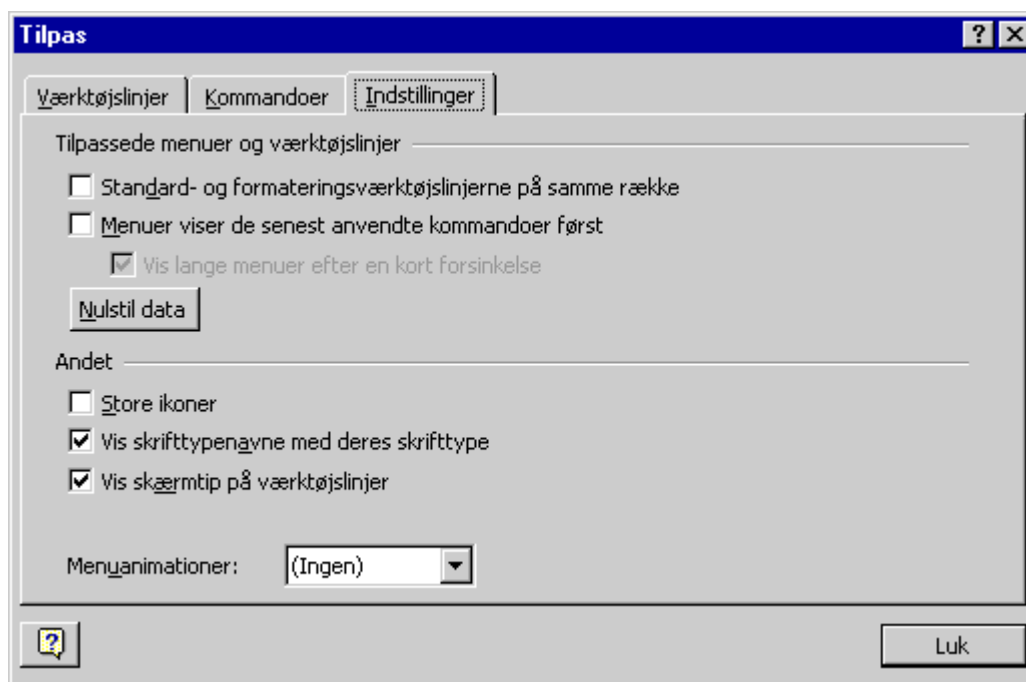 Tilpas
Værktøjslinjer Kommandoer Indstillinger
Tilpassede menuer og værktøjslinjer
Standard- og formateringsværktøjslinjerne på samme række
Menuer viser de senest anvendte kommandoer først
Vis lange menuer efter en kort forsinkelse
Nulstil data
Andet
Store ikoner
Vis skrifttypenavne med deres skrifttype
Vis skærmtip på værktøjslinjer
Menuanimationer: (Ingen)
Luk